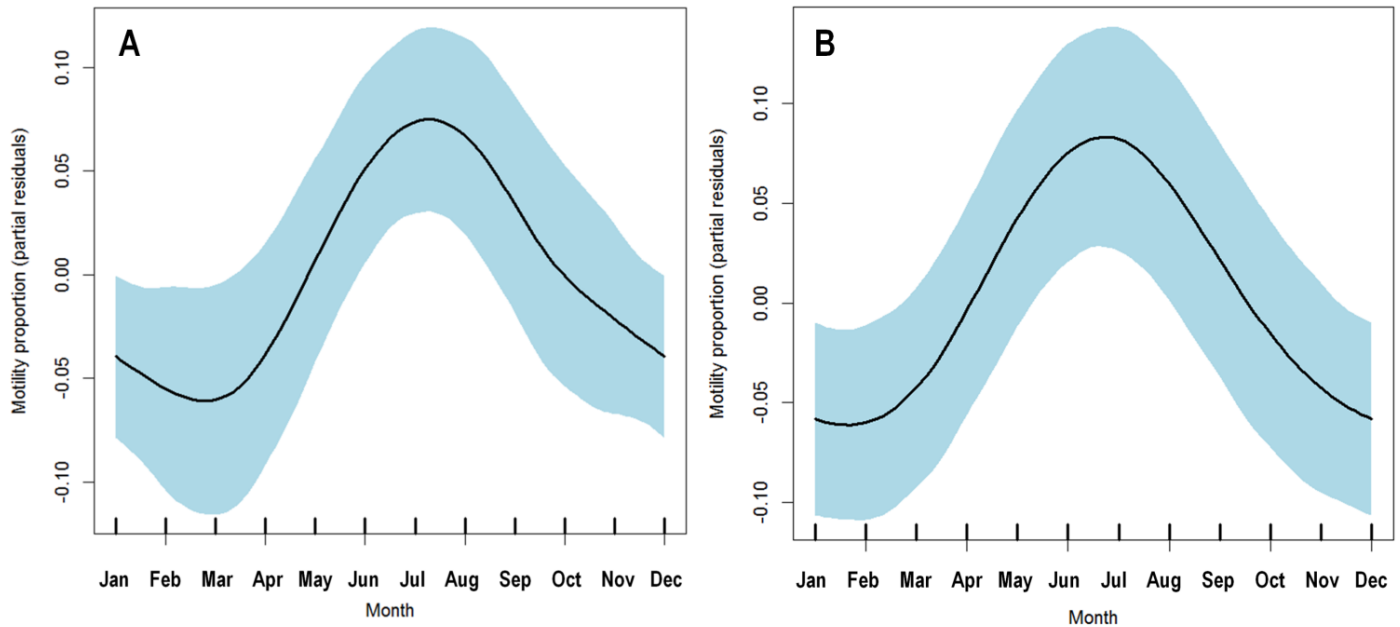 A
Motility proportion (partial residuals)
0.10
0.05
0.00
-0.05
-0.10
Jan Feb Mar Apr May Jun Jul Aug Sep Oct Nov Dec
Month
B
Motility proportion (partial residuals)
0.10
0.05
0.00
-0.05
-0.10
Jan Feb Mar Apr May Jun Jul Aug Sep Oct Nov Dec
Month